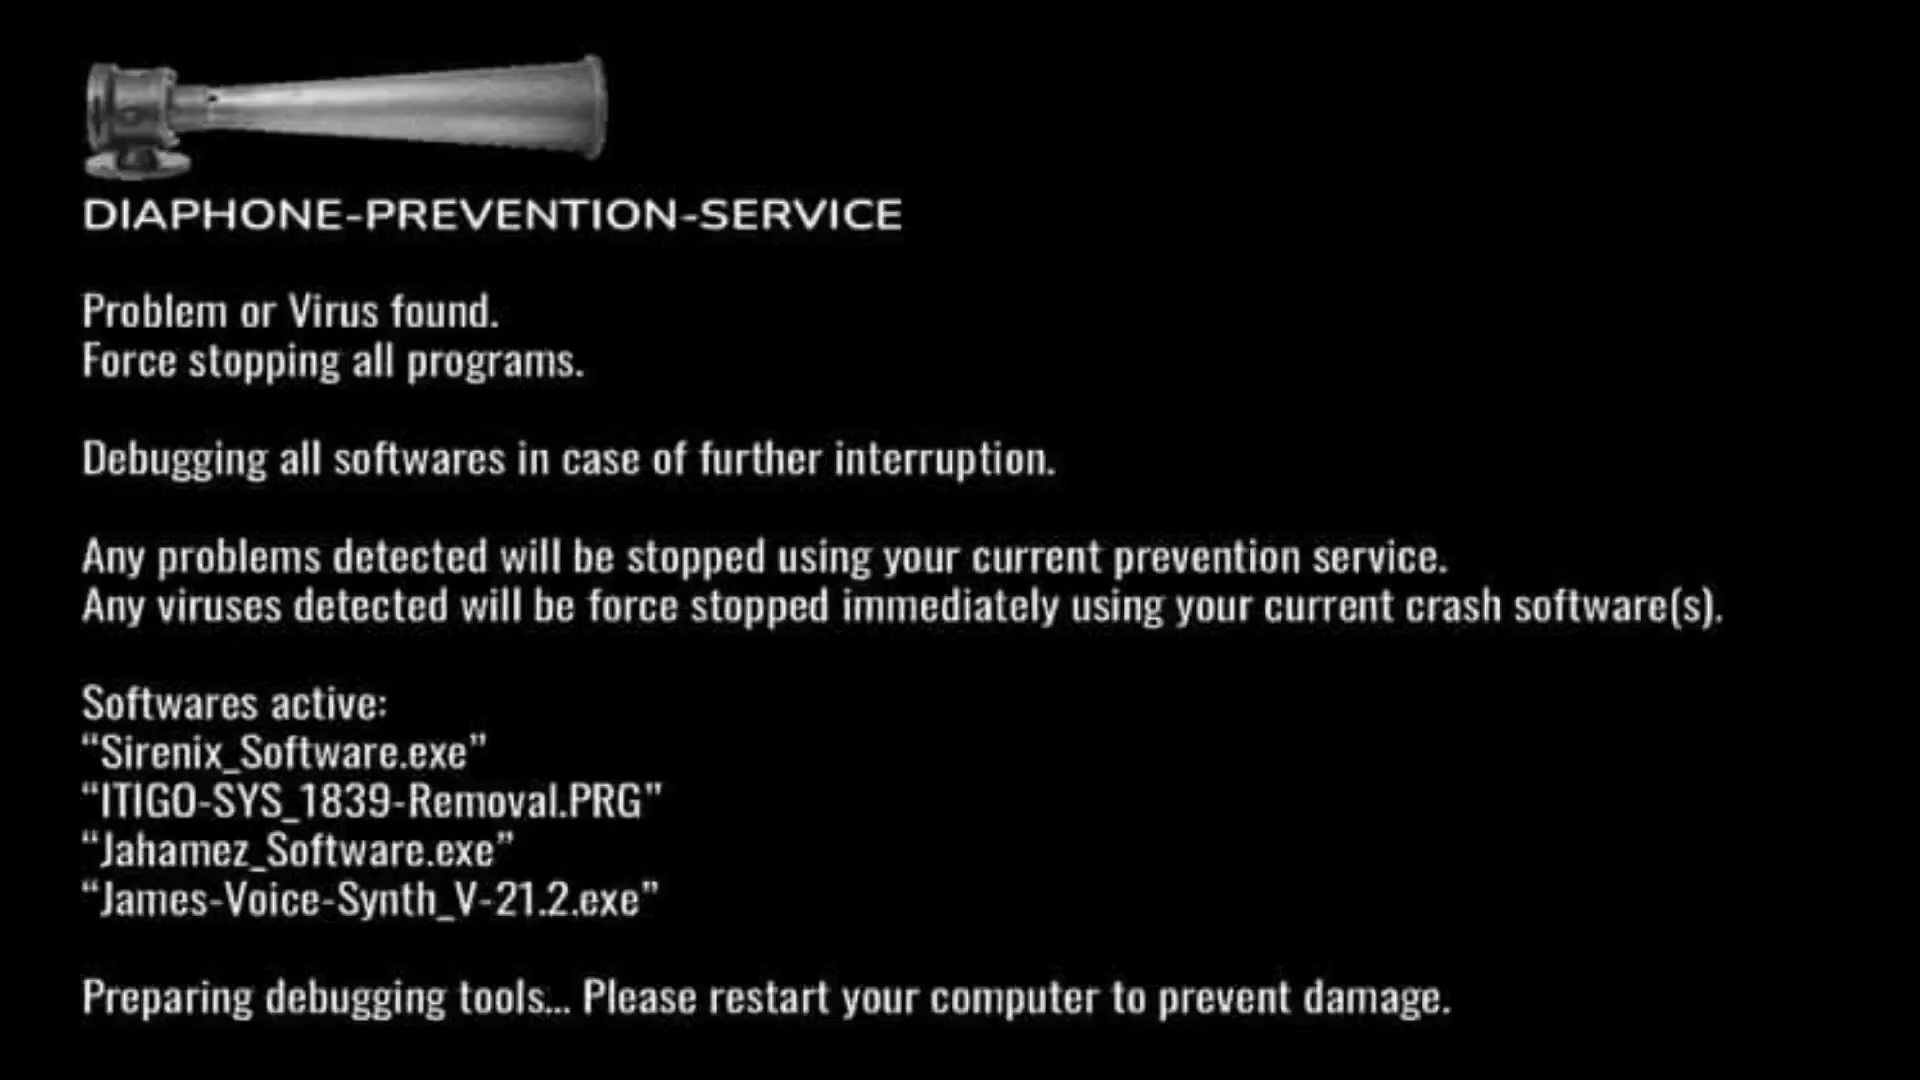 DIAPHONE-PREVENTION-SERVICE
Problem or Virus found.
Force stopping all programs.
Debugging all softwares in case of further interruption.
Any problems detected will be stopped using your current prevention service.
Any viruses detected will be force stopped immediately using your current crash software(s).
Softwares active:
“Sirenix_Software.exe”
“ITIGO-SYS_1839-Removal.PRG”
“Jahamez_Software.exe”
“James-Voice-Synth_V-21.2.exe”
Preparing debugging tools... Please restart your computer to prevent damage.